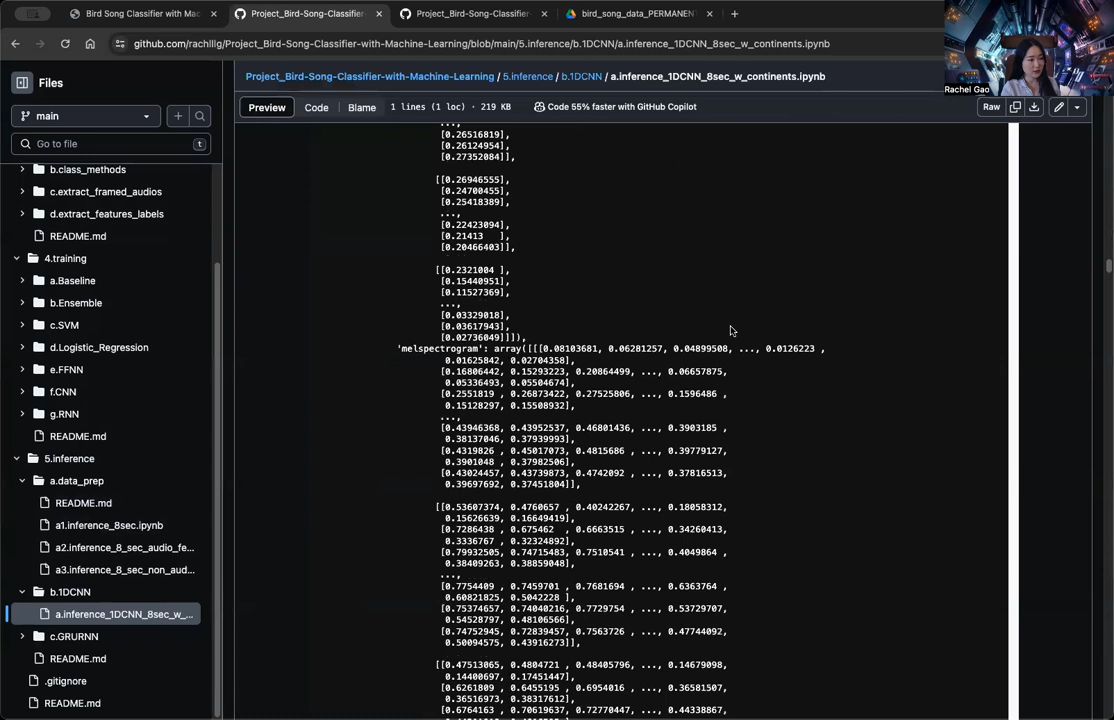 Bird Song Classifier with Mac
Project_Bird-Song-Classifier-
Project_Bird-Song-Classifier-
bird_song_data_PERMANENT
github.com/rachlllg/Project_Bird-Song-Classifier-with-Machine-Learning/blob/main/5.inference/b.1DCNN/a.inference_1DCNN_8sec_w_continents.ipynb
Rachel Gao
Files
main
Go to file
t
b.class_methods
c.extract_framed_audios
d.extract_features_labels
README.md
4.training
a.Baseline
b.Ensemble
c.SVM
d.Logistic_Regression
e.FFNN
f.CNN
g.RNN
README.md
5.inference
a.data_prep
README.md
a1.inference_8sec.ipynb
a2.inference_8_sec_audio_fe...
a3.inference_8_sec_non_aud...
b.1DCNN
a.inference_1DCNN_8sec_w_...
c.GRURNN
README.md
.gitignore
README.md
Project_Bird-Song-Classifier-with-Machine-Learning / 5.inference / b.1DCNN / a.inference_1DCNN_8sec_w_continents.ipynb
Preview Code Blame 1 lines (1 loc) · 219 KB Code 55% faster with GitHub Copilot Raw
...,
[0.26516819],
[0.26124954],
[0.27352084]],
[[0.26946555],
[0.24700455],
[0.25418389],
...,
[0.22423094],
[0.21413   ],
[0.20466403]],
[[0.2321004 ],
[0.15440951],
[0.11527369],
...,
[0.03329018],
[0.03617943],
[0.02736049]]]),
'melspectrogram': array([[[0.08103681, 0.06281257, 0.04899508, ..., 0.0126223 ,
0.01625842, 0.02704358],
[0.16806442, 0.15293223, 0.20864499, ..., 0.06657875,
0.05336493, 0.05504674],
[0.2551819 , 0.26873422, 0.27525806, ..., 0.1596486 ,
0.15128297, 0.15508932],
...,
[0.43946368, 0.43952537, 0.46801436, ..., 0.3903185 ,
0.38137046, 0.37939993],
[0.4319826 , 0.45017073, 0.4815686 , ..., 0.39779127,
0.3901048 , 0.37982506],
[0.43024457, 0.43739873, 0.4742092 , ..., 0.37816513,
0.39697692, 0.37451804]],
[[0.53607374, 0.4760657 , 0.40242267, ..., 0.18058312,
0.15626639, 0.16649419],
[0.7286438 , 0.675462  , 0.6663515 , ..., 0.34260413,
0.3336767 , 0.32324892],
[0.79932505, 0.74715483, 0.7510541 , ..., 0.4049864 ,
0.38409263, 0.38859048],
...,
[0.7754409 , 0.7459701 , 0.7681694 , ..., 0.6363764 ,
0.60821825, 0.5042228 ],
[0.75374657, 0.74040216, 0.7729754 , ..., 0.53729707,
0.54528797, 0.48106566],
[0.74752945, 0.72839457, 0.7563726 , ..., 0.47744092,
0.50094575, 0.43916273]],
[[0.47513065, 0.4804721 , 0.48405796, ..., 0.14679098,
0.14400697, 0.17451447],
[0.6261809 , 0.6455195 , 0.6954016 , ..., 0.36581507,
0.36516973, 0.38317612],
[0.6764163 , 0.70619637, 0.72770447, ..., 0.44338867,